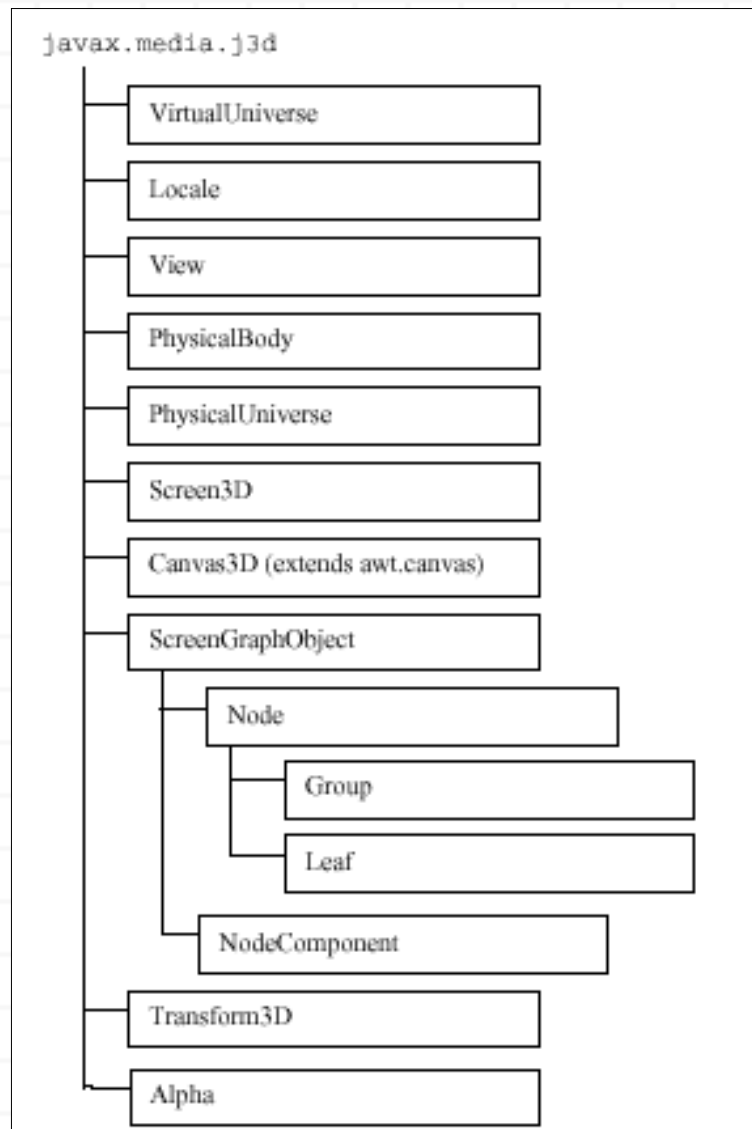 javax.media.j3d
VirtualUniverse
Locale
View
PhysicalBody
PhysicalUniverse
Screen3D
Canvas3D (extends awt.canvas)
ScreenGraphObject
Node
Group
Leaf
NodeComponent
Transform3D
Alpha